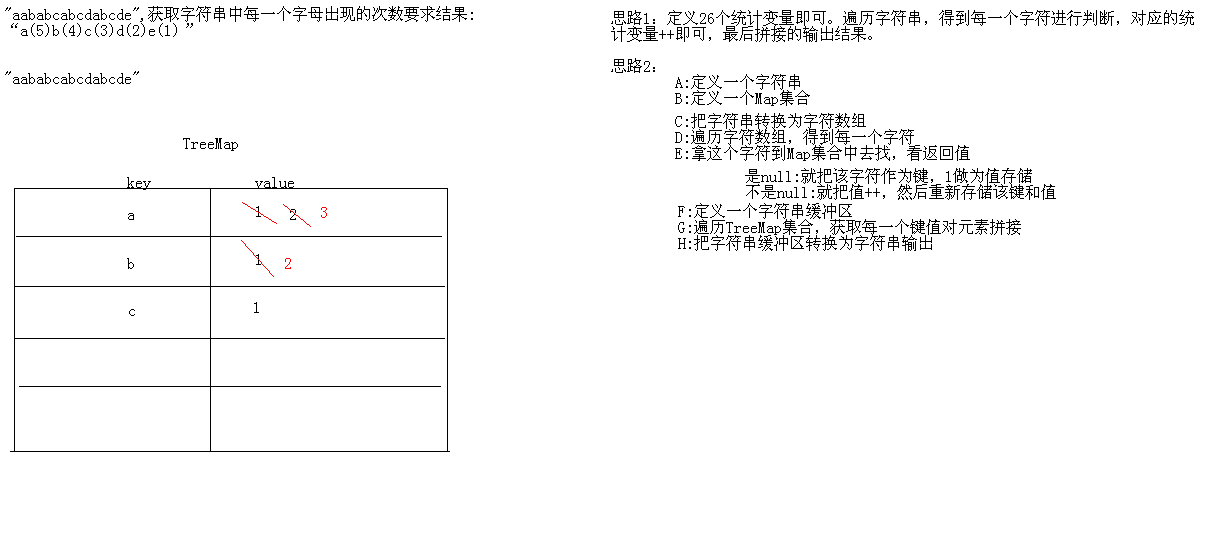 "aababcabcdabcde",获取字符串中每一个字母出现的次数要求结果:
“a(5)b(4)c(3)d(2)e(1)”
"aababcabcdabcde"
TreeMap
key value
a 1 2 3
b 1 2
c 1
思路1：定义26个统计变量即可。遍历字符串，得到每一个字符进行判断，对应的统
计变量++即可，最后拼接的输出结果。
思路2：
A:定义一个字符串
B:定义一个Map集合
C:把字符串转换为字符数组
D:遍历字符数组，得到每一个字符
E:拿这个字符到Map集合中去找，看返回值
是null:就把该字符作为键，1做为值存储
不是null:就把值++，然后重新存储该键和值
F:定义一个字符串缓冲区
G:遍历TreeMap集合，获取每一个键值对元素拼接
H:把字符串缓冲区转换为字符串输出